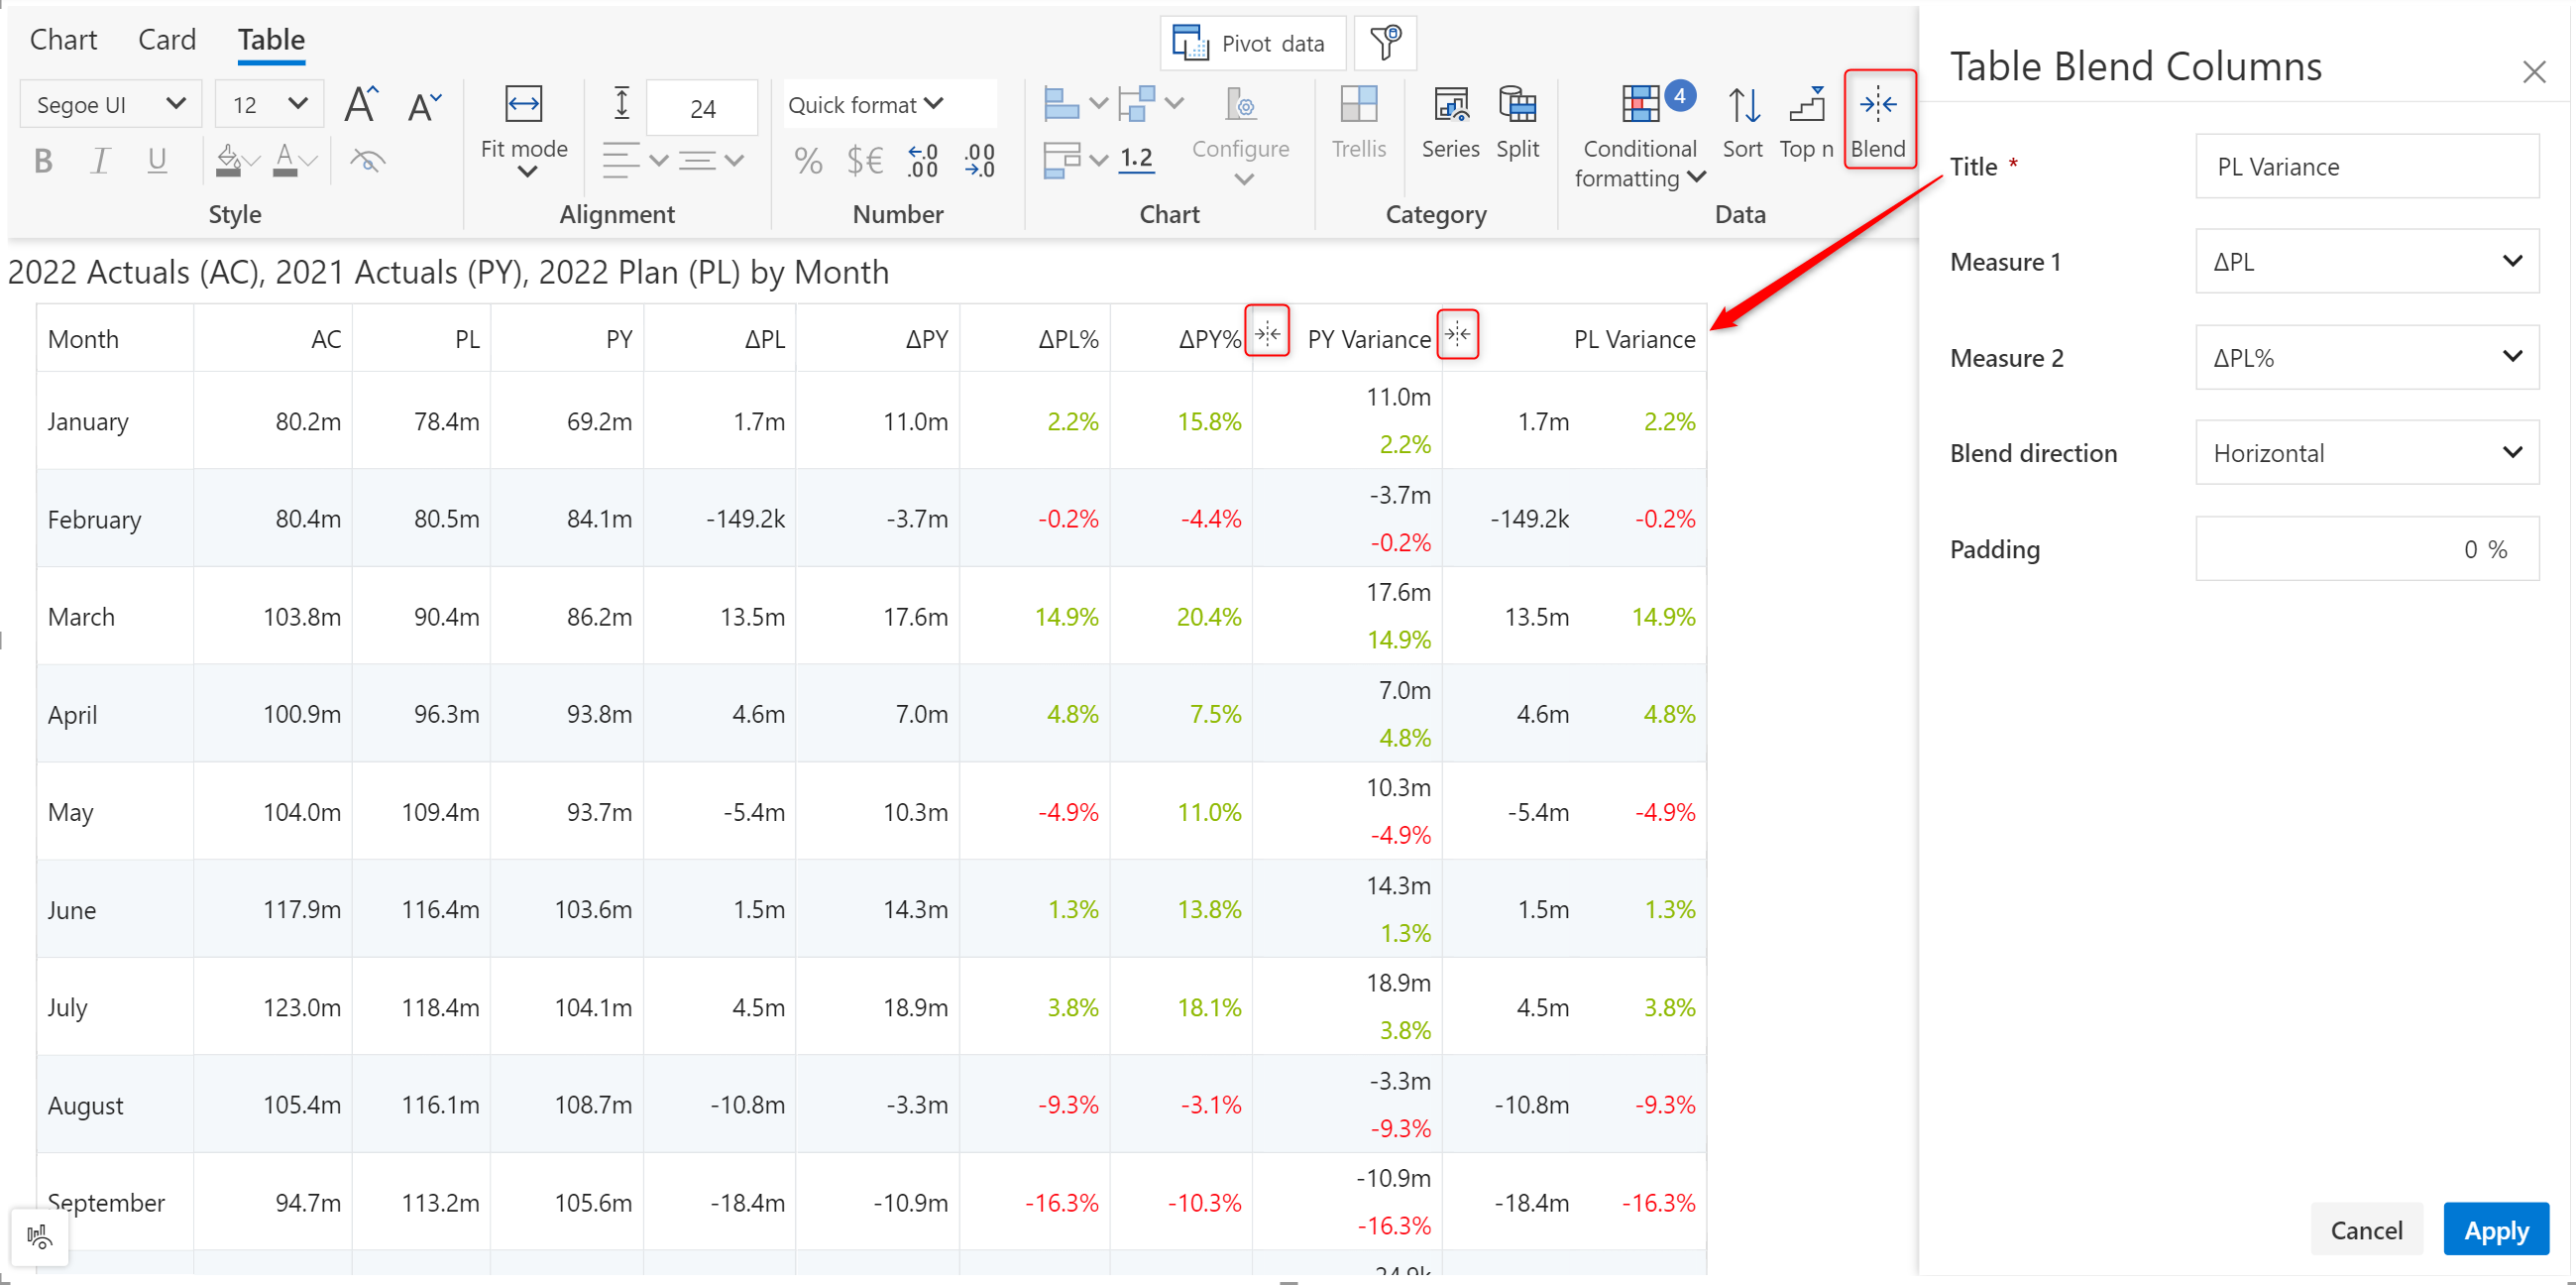 Chart Card Table
Pivot data
Segoe UI 12 A A
Fit mode
24
Quick format
4
B I U A
% $€ .0 .00 .00 .0
1.2
Configure
Trellis
Series Split
Conditional formatting
Sort Top n Blend
Style Alignment Number Chart Category Data
2022 Actuals (AC), 2021 Actuals (PY), 2022 Plan (PL) by Month
Month AC PL PY ΔPL ΔPY ΔPL% ΔPY% PY Variance PL Variance
January 80.2m 78.4m 69.2m 1.7m 11.0m 2.2% 15.8% 11.0m 2.2% 1.7m 2.2%
February 80.4m 80.5m 84.1m -149.2k -3.7m -0.2% -4.4% -3.7m -0.2% -149.2k -0.2%
March 103.8m 90.4m 86.2m 13.5m 17.6m 14.9% 20.4% 17.6m 14.9% 13.5m 14.9%
April 100.9m 96.3m 93.8m 4.6m 7.0m 4.8% 7.5% 7.0m 4.8% 4.6m 4.8%
May 104.0m 109.4m 93.7m -5.4m 10.3m -4.9% 11.0% 10.3m -4.9% -5.4m -4.9%
June 117.9m 116.4m 103.6m 1.5m 14.3m 1.3% 13.8% 14.3m 1.3% 1.5m 1.3%
July 123.0m 118.4m 104.1m 4.5m 18.9m 3.8% 18.1% 18.9m 3.8% 4.5m 3.8%
August 105.4m 116.1m 108.7m -10.8m -3.3m -9.3% -3.1% -3.3m -9.3% -10.8m -9.3%
September 94.7m 113.2m 105.6m -18.4m -10.9m -16.3% -10.3% -10.9m -16.3% -18.4m -16.3%
Table Blend Columns
Title * PL Variance
Measure 1 ΔPL
Measure 2 ΔPL%
Blend direction Horizontal
Padding 0 %
Cancel Apply